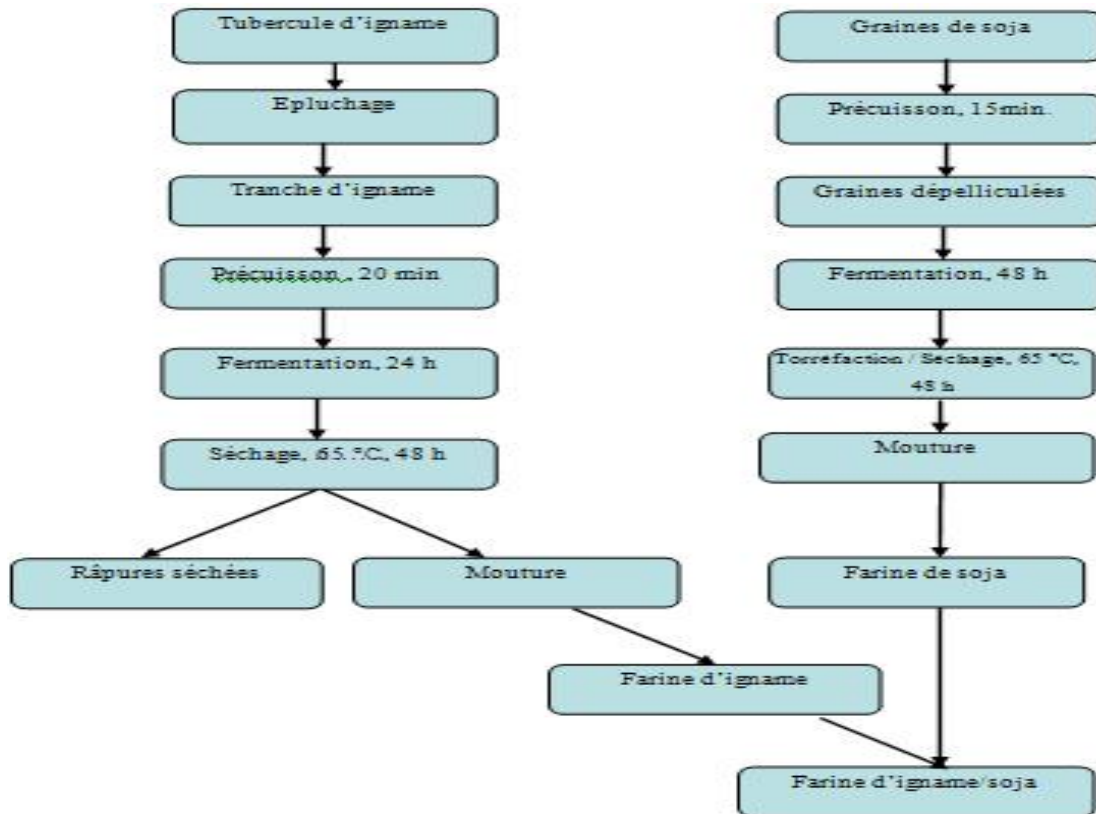 Tubercule d'igname
Epluchage
Tranche d'igname
Précuisson , 20 min
Fermentation, 24 h
Séchage, 65 °C, 48 h
Râpures séchées
Mouture
Farine d'igname
Graines de soja
Précuisson, 15min.
Graines dépelliculées
Fermentation, 48 h
Torréfaction / Séchage, 65 °C,
48 h
Mouture
Farine de soja
Farine d'igname/soja